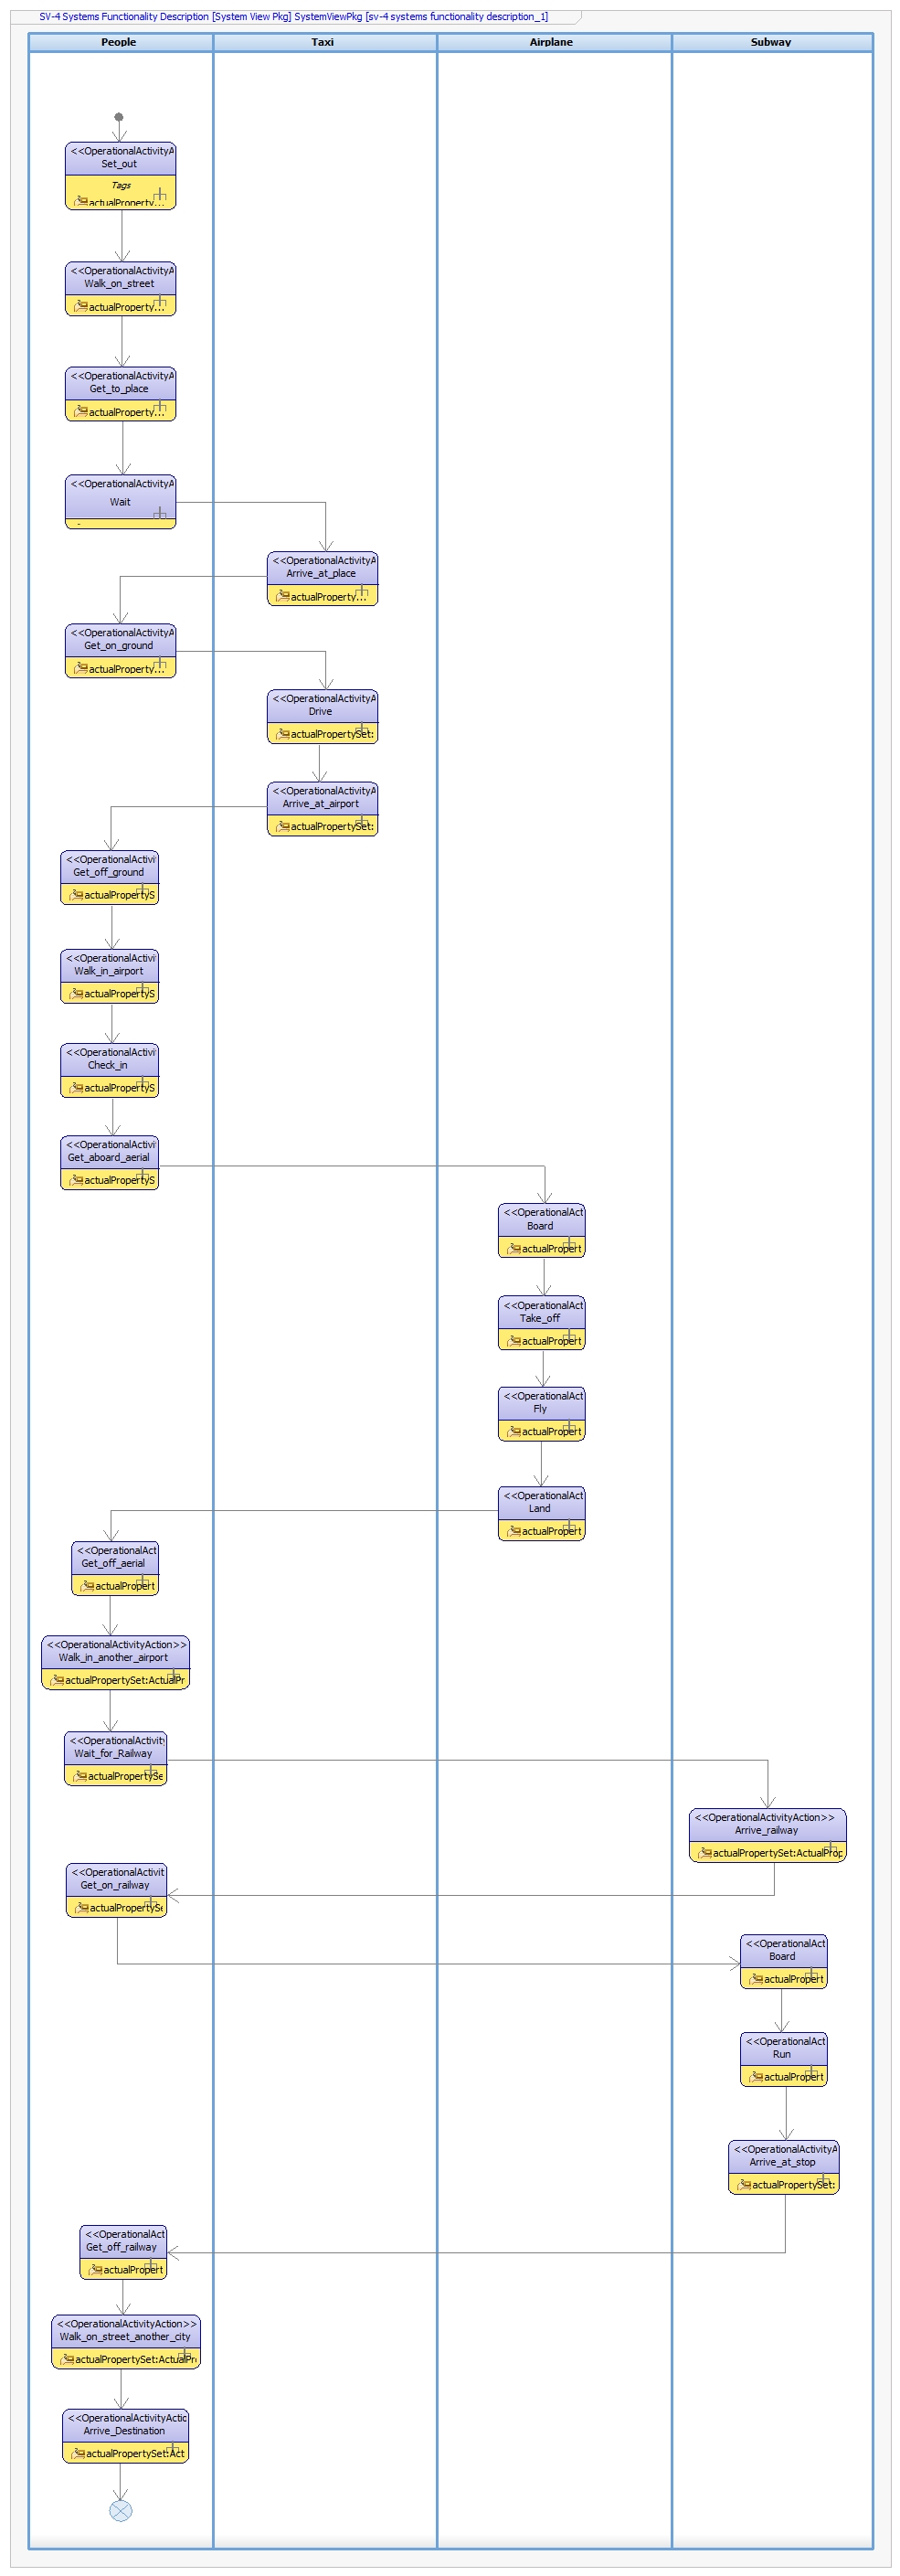 SV-4 Systems Functionality Description [System View Pkg] SystemViewPkg [sv-4 systems functionality description_1]
People
Taxi
Airplane
Subway
<<OperationalActivityA
Set_out
Tags
actualProperty...
<<OperationalActivityA
Walk_on_street
actualProperty...
<<OperationalActivityA
Get_to_place
actualProperty...
<<OperationalActivityA
Wait
<<OperationalActivityA
Arrive_at_place
actualProperty...
<<OperationalActivityA
Get_on_ground
actualProperty...
<<OperationalActivityA
Drive
actualPropertySet:
<<OperationalActivityA
Arrive_at_airport
actualPropertySet:
<<OperationalActivi
Get_off_ground
actualPropertyS
<<OperationalActivi
Walk_in_airport
actualPropertyS
<<OperationalActivi
Check_in
actualPropertyS
<<OperationalActivi
Get_aboard_aerial
actualPropertyS
<<OperationalAct
Board
actualPropert
<<OperationalAct
Take_off
actualPropert
<<OperationalAct
Fly
actualPropert
<<OperationalAct
Land
actualPropert
<<OperationalAct
Get_off_aerial
actualPropert
<<OperationalActivityAction>>
Walk_in_another_airport
actualPropertySet:ActualPr
<<OperationalActivity
Wait_for_Railway
actualPropertySe
<<OperationalActivityAction>>
Arrive_railway
actualPropertySet:ActualProp
<<OperationalActivit
Get_on_railway
actualPropertySe
<<OperationalAct
Board
actualPropert
<<OperationalAct
Run
actualPropert
<<OperationalActivityA
Arrive_at_stop
actualPropertySet:
<<OperationalAct
Get_off_railway
actualPropert
<<OperationalActivityAction>>
Walk_on_street_another_city
actualPropertySet:ActualPr
<<OperationalActivityActio
Arrive_Destination
actualPropertySet:Act